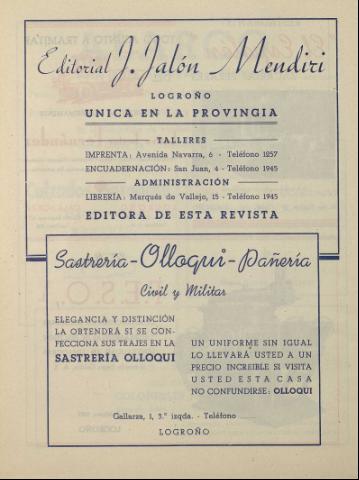 Editorial J. Jalón Mendiri
LOGROÑO
UNICA EN LA PROVINGIA
TALLERES
IMPRENTA: Avenida Navarra, 6 - Teléfono 1257
ENCUADERNACIÓN: San Juan, 4 - Teléfono 1945
ADMINISTRACIÓN
LIBRERÍA: Marqués de Vallejo, 15 - Teléfono 1945
EDITORA DE ESTA REVISTA
Sastrería - Olloqui - Pañería
Civil y Militar
ELEGANCIA Y DISTINCIÓN
LA OBTENDRÁ SI SE CON-
FECCIONA SUS TRAJES EN LA
SASTRERÍA OLLOQUI
UN UNIFORME SIN IGUAL
LO LLEVARÁ USTED A UN
PRECIO INCREIBLE SI VISITA
USTED ESTA CASA
NO CONFUNDIRSE: OLLOQUI
Gallarza, 1, 3.º izqda. - Teléfono ........
LOGROÑO